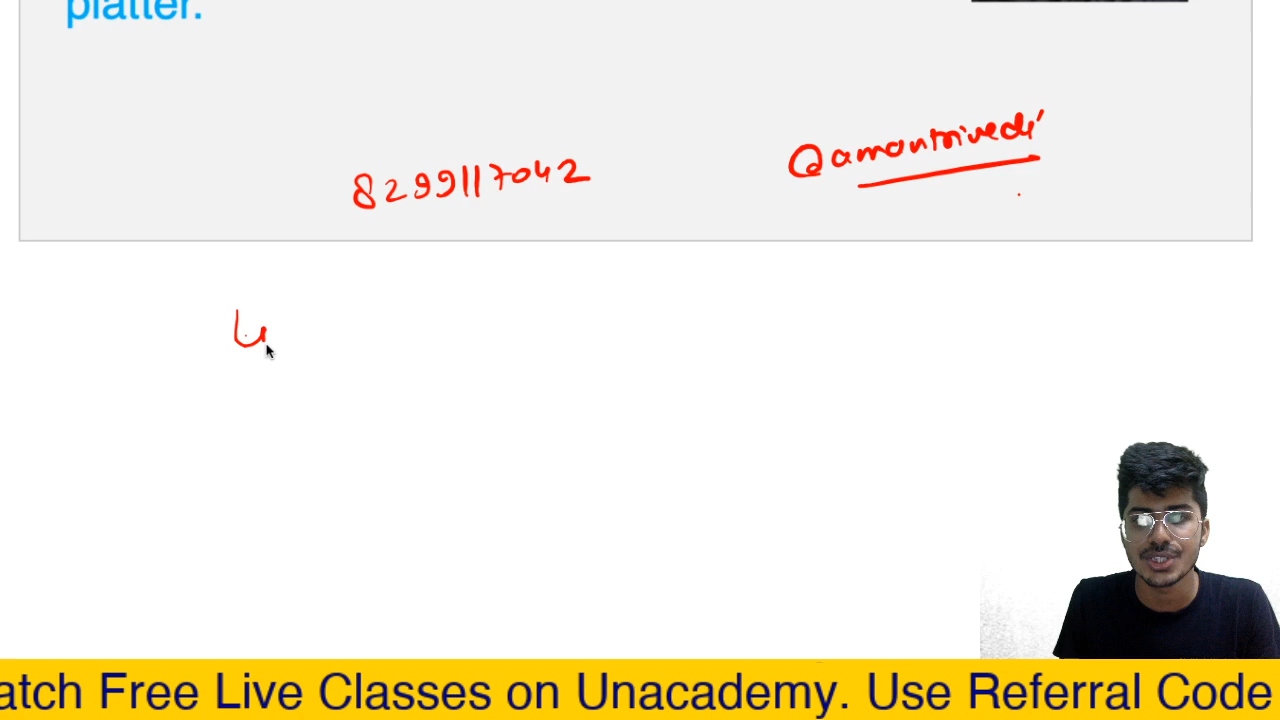 platter.
@amantrivedi
8299117042
atch Free Live Classes on Unacademy. Use Referral Code